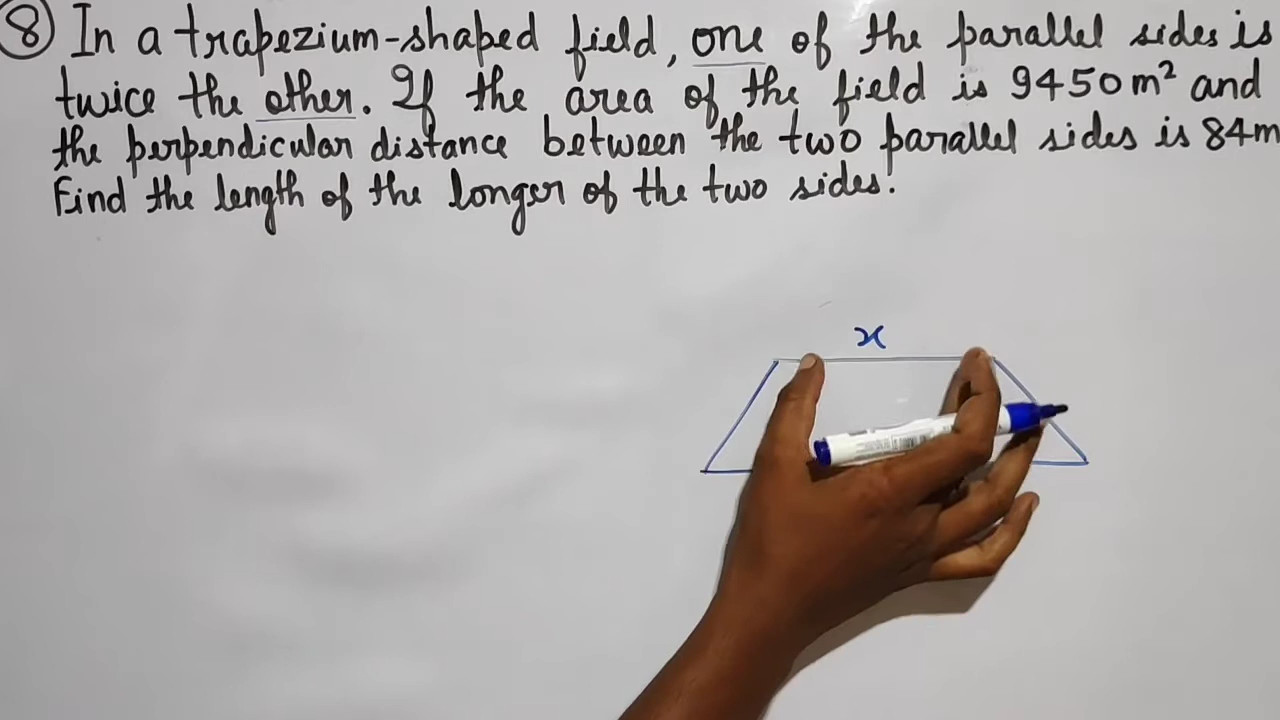 8 In a trapezium-shaped field, one of the parallel sides is
twice the other. If the area of the field is 9450 m² and
the perpendicular distance between the two parallel sides is 84m
Find the length of the longer of the two sides.
x